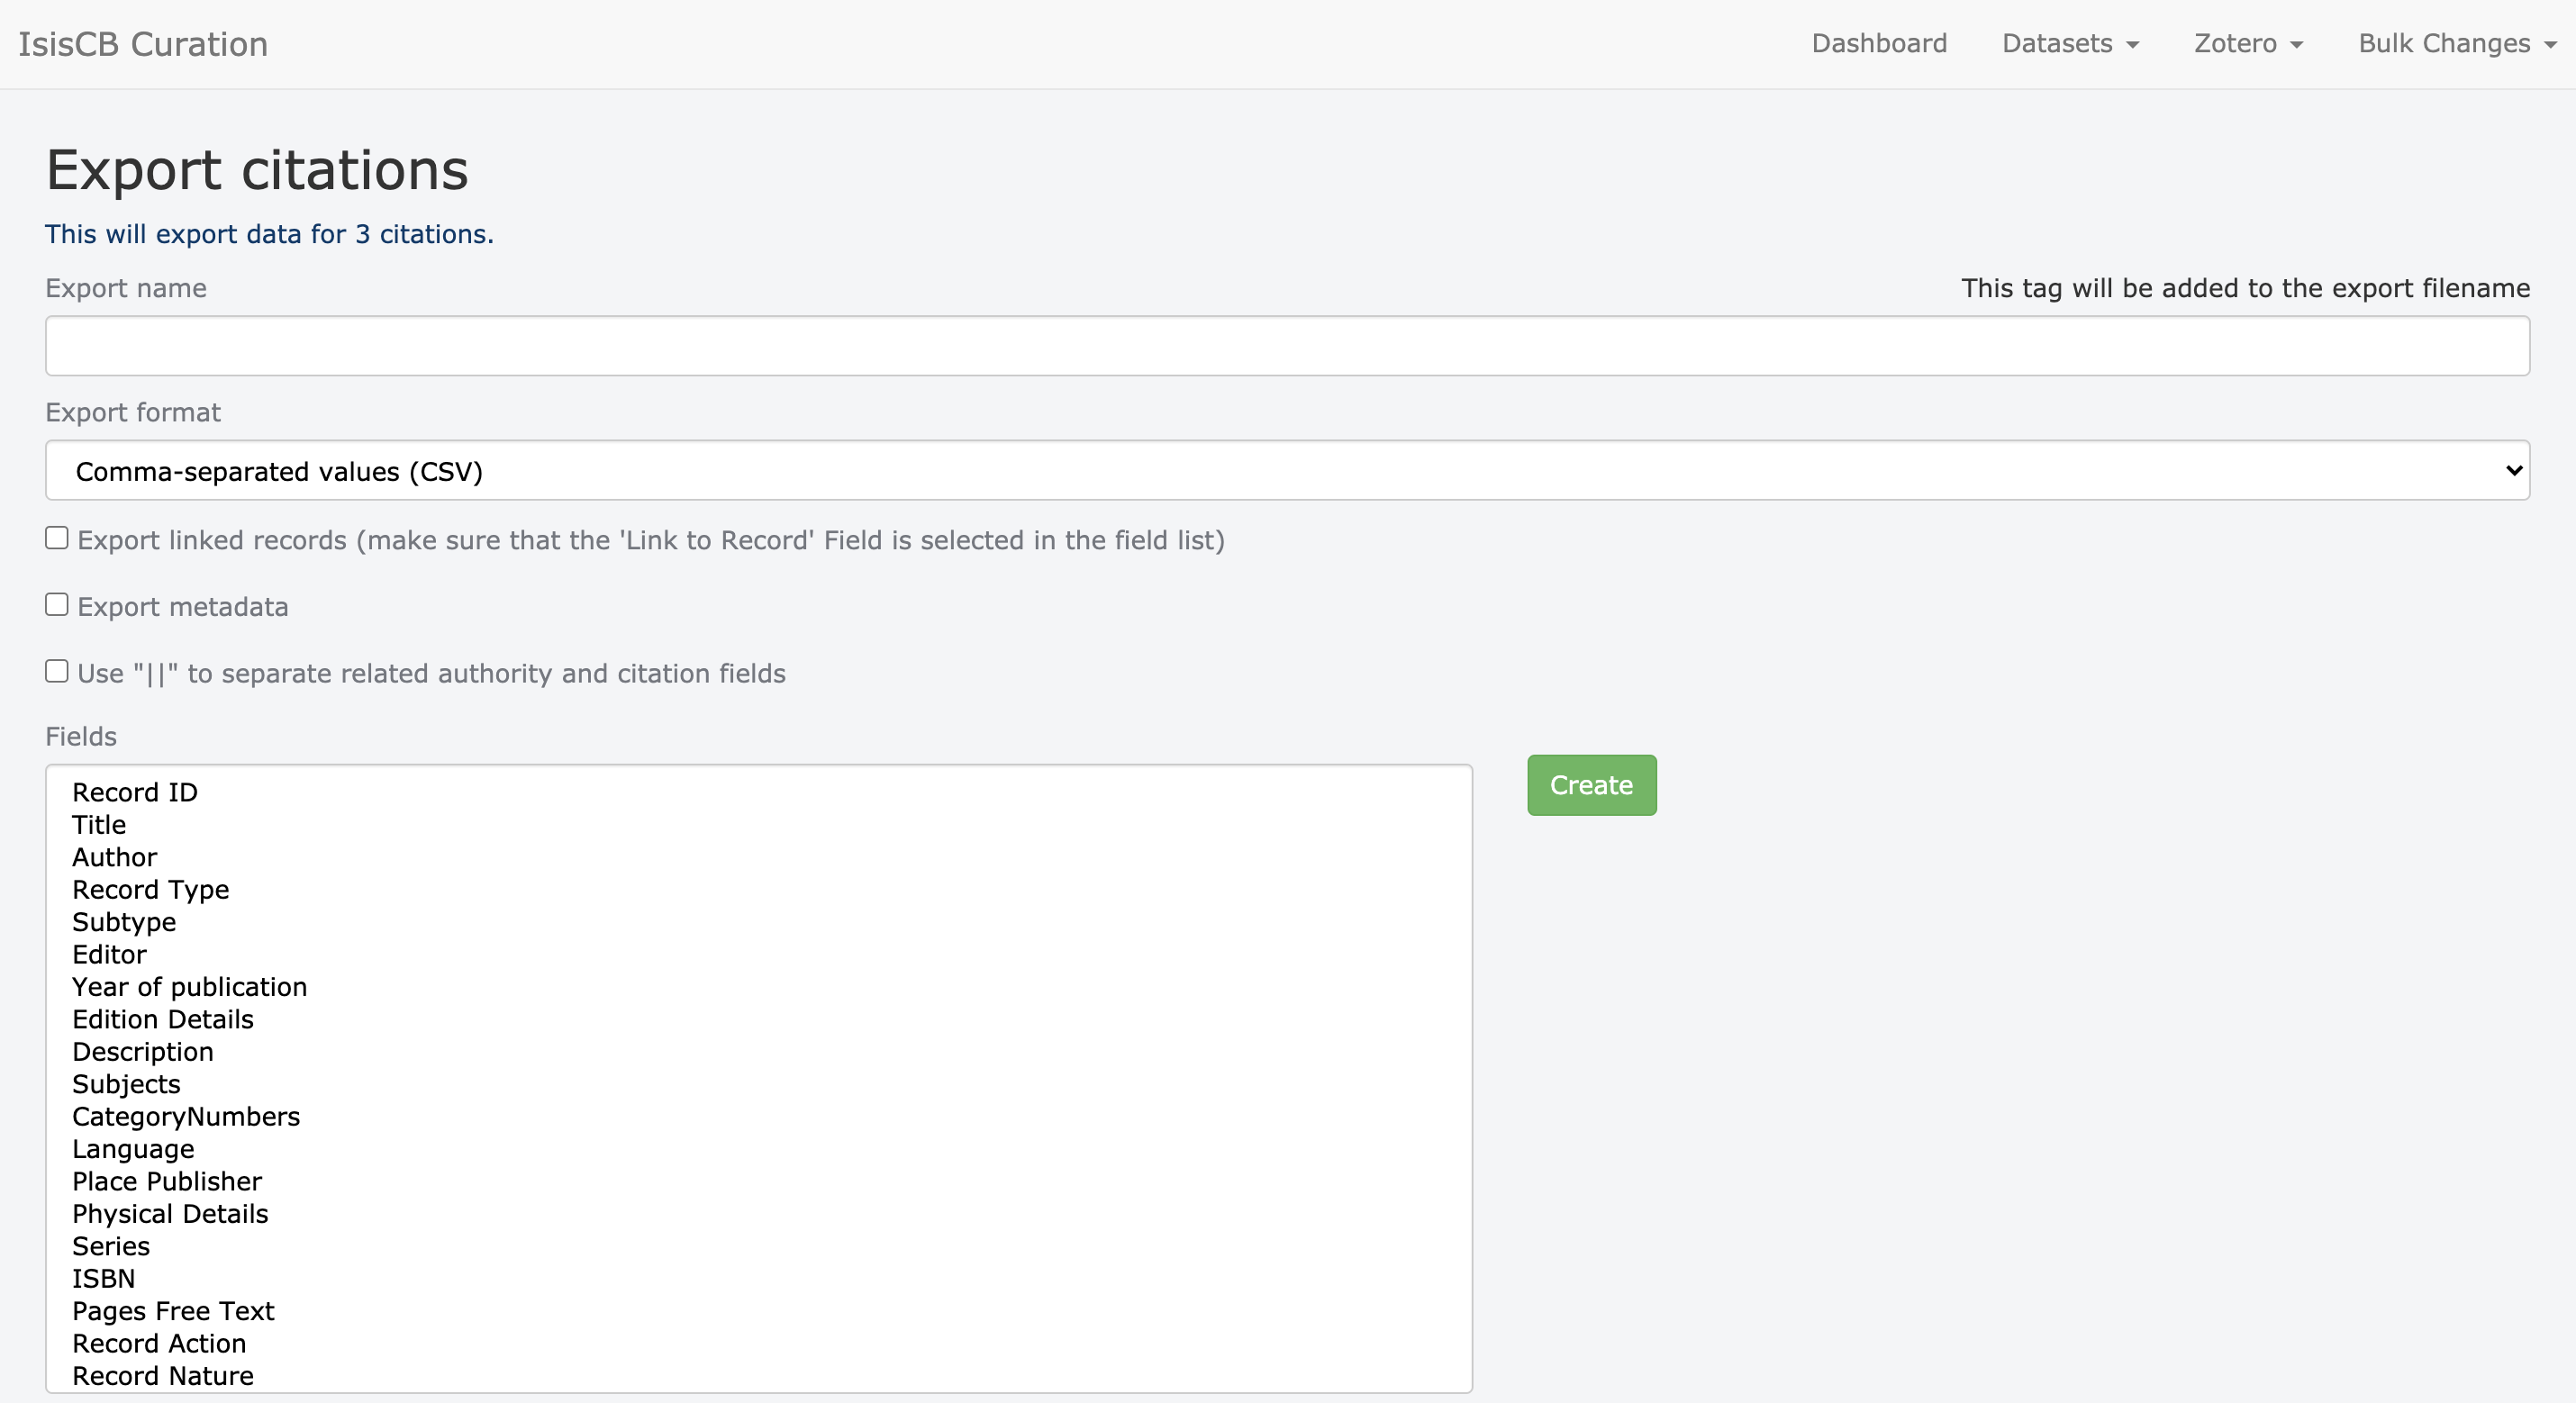 IsisCB Curation
Dashboard Datasets Zotero Bulk Changes
Export citations
This will export data for 3 citations.
Export name This tag will be added to the export filename
Export format
Comma-separated values (CSV)
Export linked records (make sure that the 'Link to Record' Field is selected in the field list)
Export metadata
Use "||" to separate related authority and citation fields
Fields
Create
Record ID
Title
Author
Record Type
Subtype
Editor
Year of publication
Edition Details
Description
Subjects
CategoryNumbers
Language
Place Publisher
Physical Details
Series
ISBN
Pages Free Text
Record Action
Record Nature